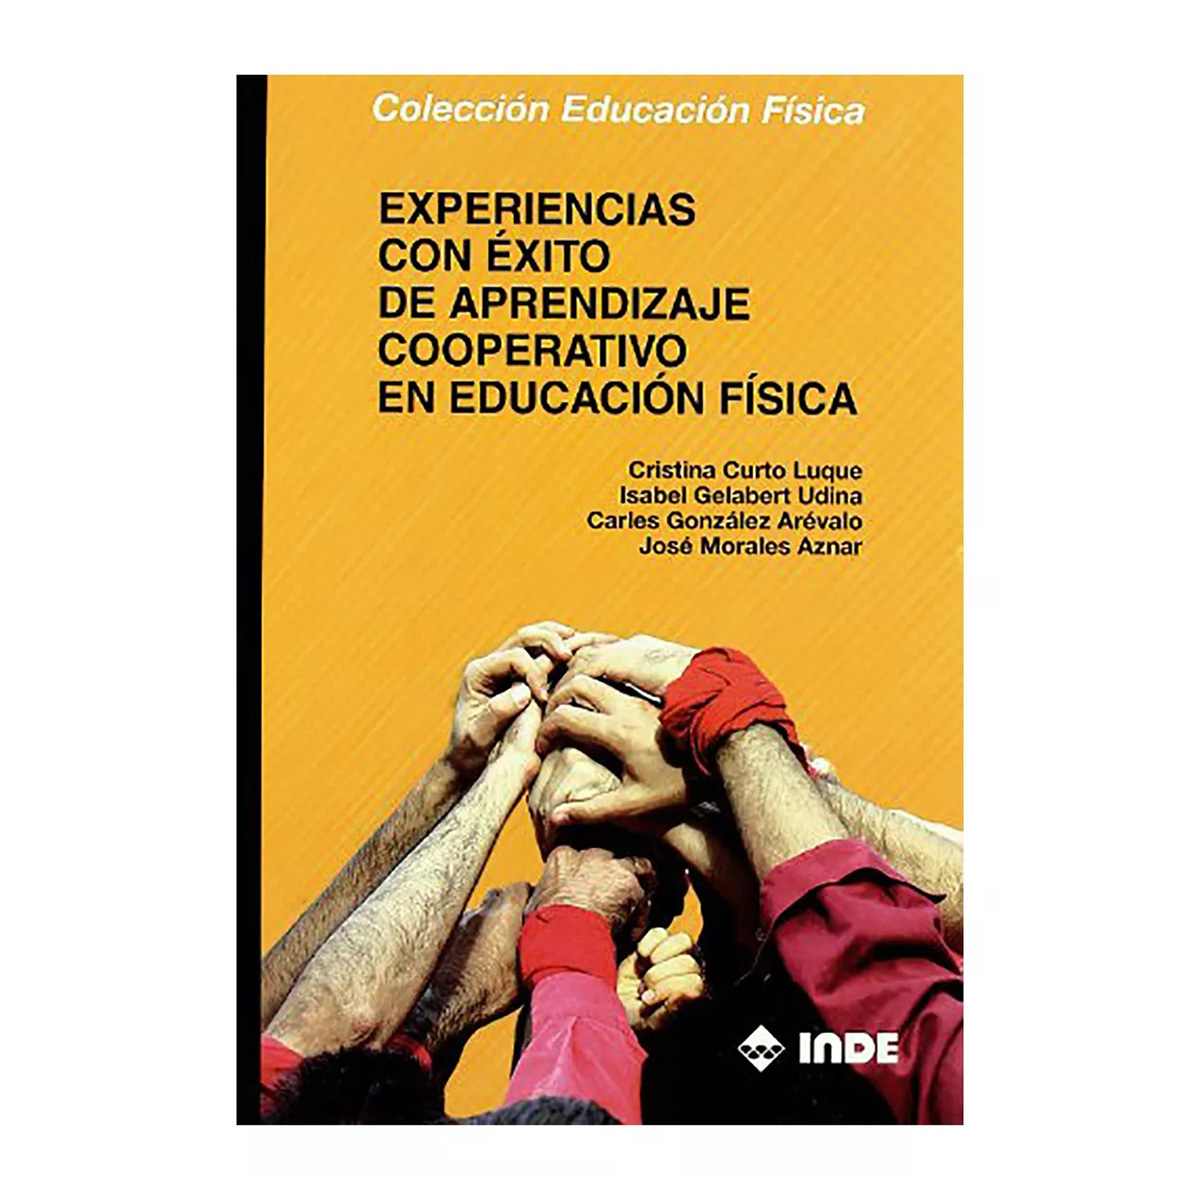 Colección Educación Física
EXPERIENCIAS
CON ÉXITO
DE APRENDIZAJE
COOPERATIVO
EN EDUCACIÓN FÍSICA
Cristina Curto Luque
Isabel Gelabert Udina
Carles González Arévalo
José Morales Aznar
INDE